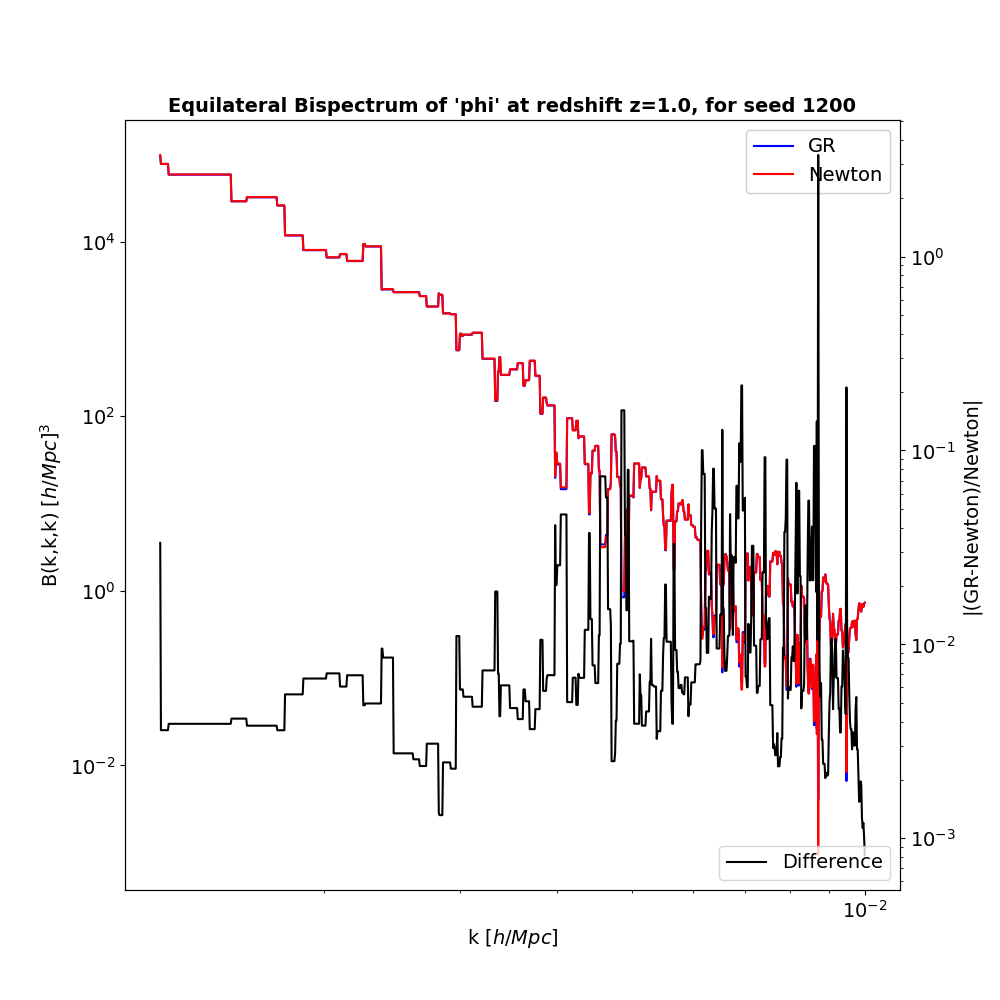 Equilateral Bispectrum of 'phi' at redshift z=1.0, for seed 1200
GR
Newton
10^4
10^2
10^0
10^-2
B(k,k,k) [h/Mpc]^3
10^0
10^-1
10^-2
10^-3
|(GR-Newton)/Newton|
Difference
10^-2
k [h/Mpc]